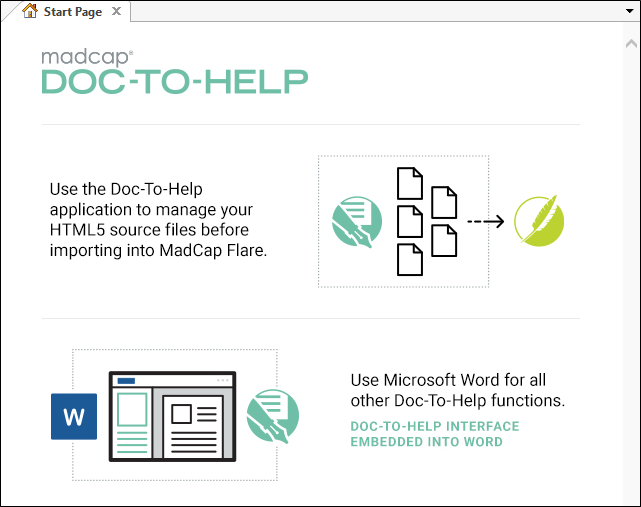 Start Page
madcap®
DOC-TO-HELP
Use the Doc-To-Help
application to manage your
HTML5 source files before
importing into MadCap Flare.
W
Use Microsoft Word for all
other Doc-To-Help functions.
DOC-TO-HELP INTERFACE
EMBEDDED INTO WORD